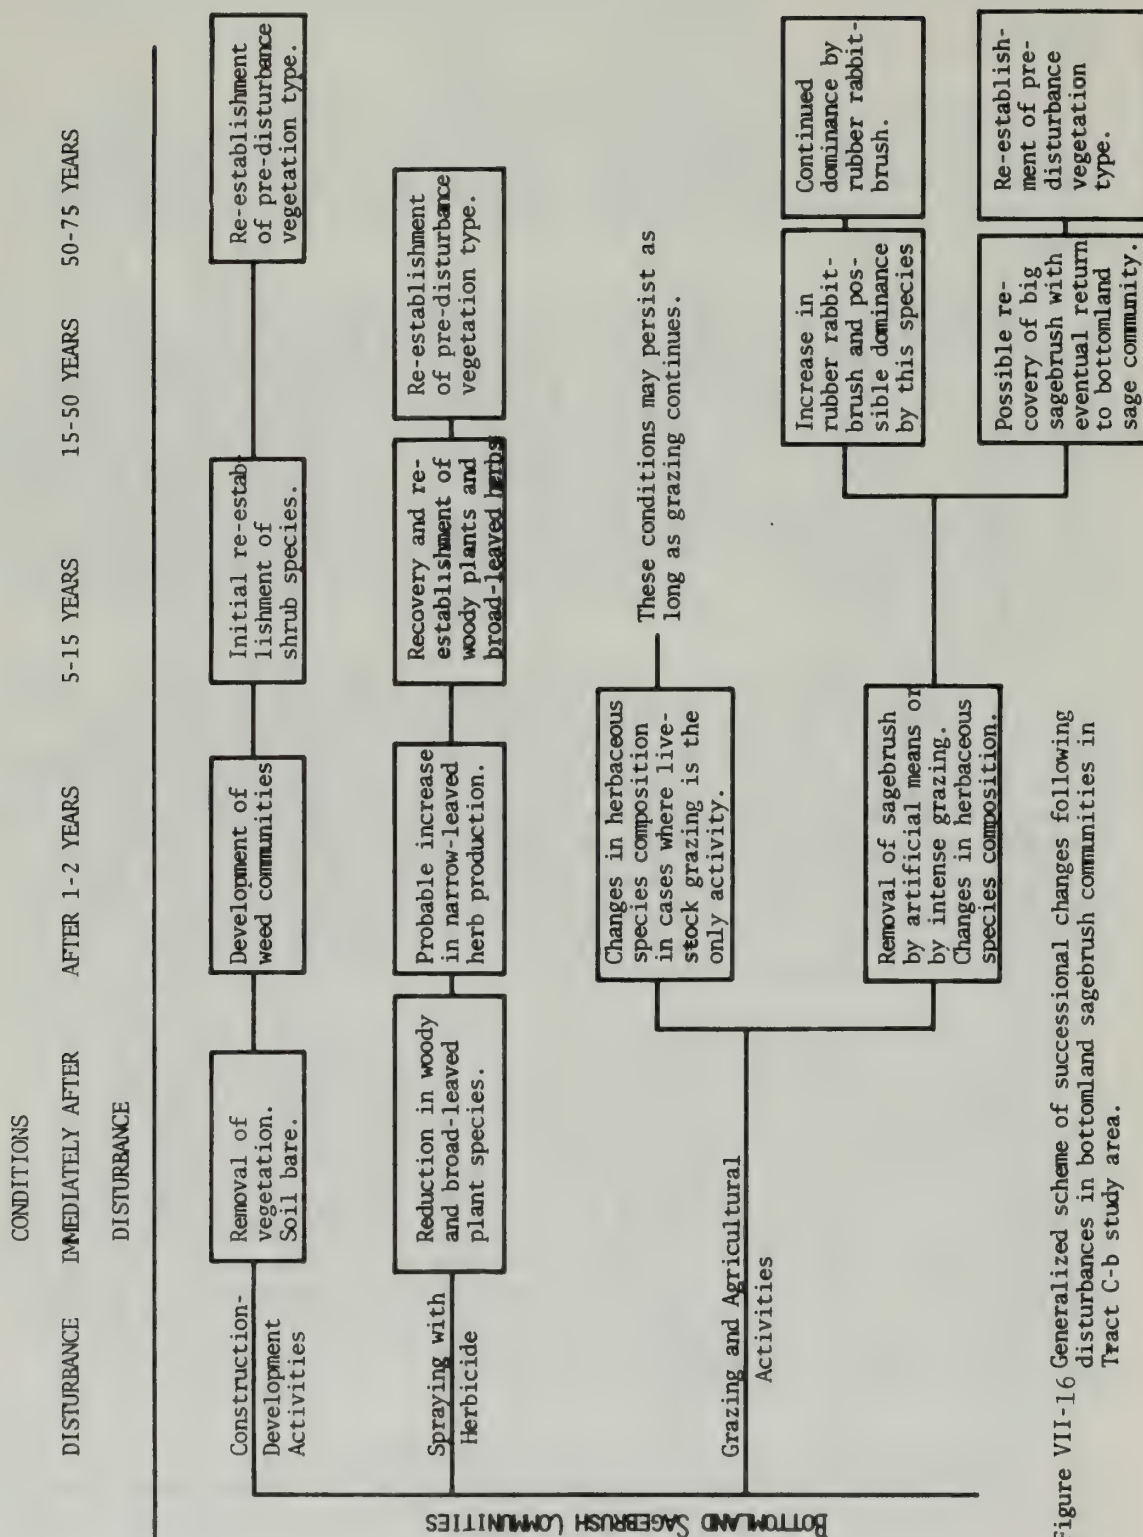 CONDITIONS
DISTURBANCE IMMEDIATELY AFTER AFTER 1-2 YEARS 5-15 YEARS 15-50 YEARS 50-75 YEARS
DISTURBANCE
BOTTOMLAND SAGEBRUSH COMMUNITIES
Construction-
Development
Activities
Removal of
vegetation.
Soil bare.
Development of
weed communities
Initial re-estab-
lishment of
shrub species.
Re-establishment
of pre-disturbance
vegetation type.
Spraying with
Herbicide
Reduction in woody
and broad-leaved
plant species.
Probable increase
in narrow-leaved
herb production.
Recovery and re-
establishment of
woody plants and
broad-leaved herbs
Re-establishment
of pre-disturbance
vegetation type.
Grazing and Agricultural
Activities
Changes in herbaceous
species composition
in cases where live-
stock grazing is the
only activity.
These conditions may persist as
long as grazing continues.
Removal of sagebrush
by artificial means or
by intense grazing.
Changes in herbaceous
species composition.
Increase in
rubber rabbit-
brush and pos-
sible dominance
by this species
Continued
dominance by
rubber rabbit-
brush.
Possible re-
covery of big
sagebrush with
eventual return
to bottomland
sage community.
Re-establish-
ment of pre-
disturbance
vegetation
type.
Figure VII-16 Generalized scheme of successional changes following
disturbances in bottomland sagebrush communities in
Tract C-b study area.